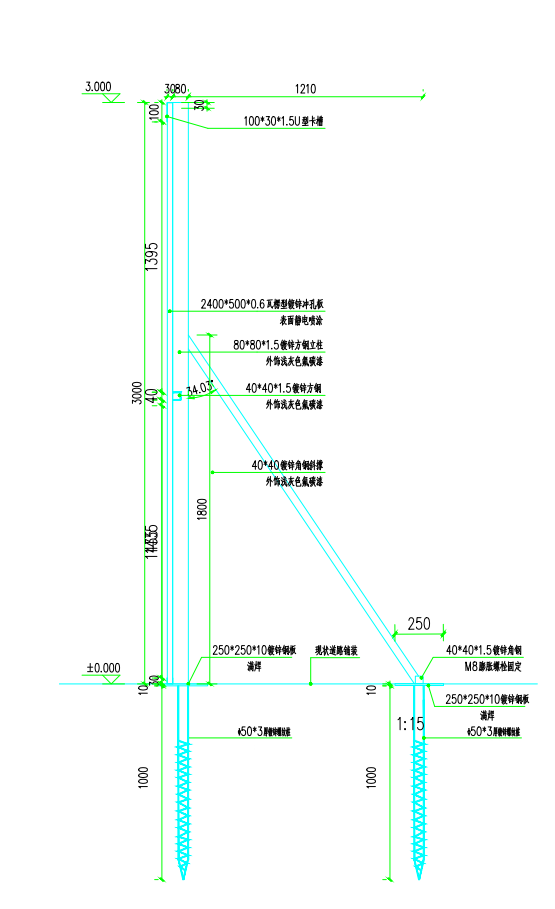 3080
1210
3.000
100
30
100*30*1.5U型卡槽
1395
2400*500*0.6瓦楞型镀锌冲孔板
表面静电喷涂
80*80*1.5镀锌方钢立柱
外饰浅灰色氟碳漆
34.03°
40*40*1.5镀锌方钢
外饰浅灰色氟碳漆
3000
40
40*40镀锌角钢斜撑
外饰浅灰色氟碳漆
1800
250
±0.000
30
10
250*250*10镀锌钢板
满焊
现状道路铺装
40*40*1.5镀锌角钢
M8膨胀螺栓固定
10
250*250*10镀锌钢板
满焊
1:15
φ50*3厚镀锌螺纹桩
φ50*3厚镀锌螺纹桩
1000
1000